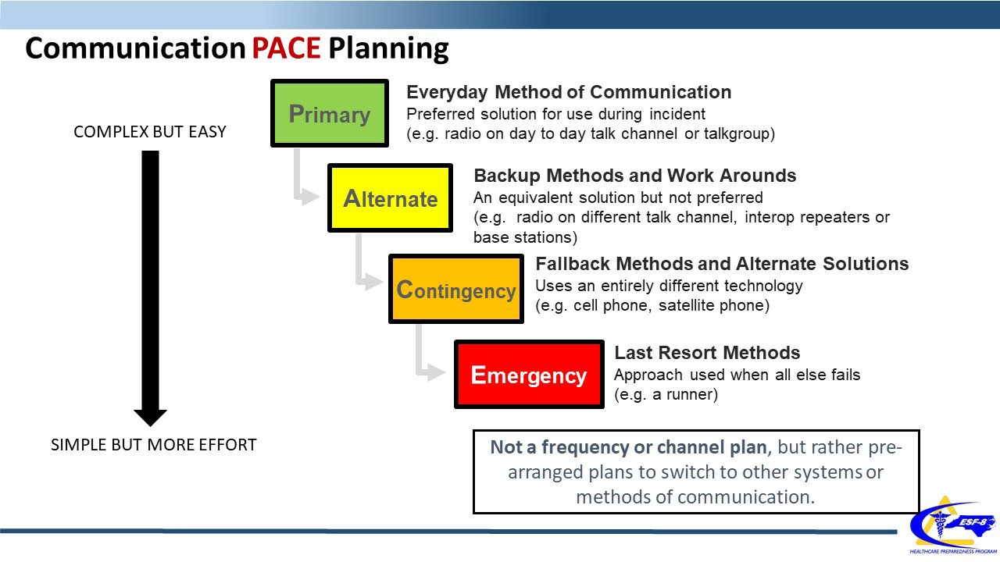 Communication PACE Planning
COMPLEX BUT EASY
SIMPLE BUT MORE EFFORT
Primary
Everyday Method of Communication
Preferred solution for use during incident
(e.g. radio on day to day talk channel or talkgroup)
Alternate
Backup Methods and Work Arounds
An equivalent solution but not preferred
(e.g. radio on different talk channel, interop repeaters or
base stations)
Contingency
Fallback Methods and Alternate Solutions
Uses an entirely different technology
(e.g. cell phone, satellite phone)
Emergency
Last Resort Methods
Approach used when all else fails
(e.g. a runner)
Not a frequency or channel plan, but rather pre-
arranged plans to switch to other systems or
methods of communication.
ESF-8
HEALTHCARE PREPAREDNESS PROGRAM